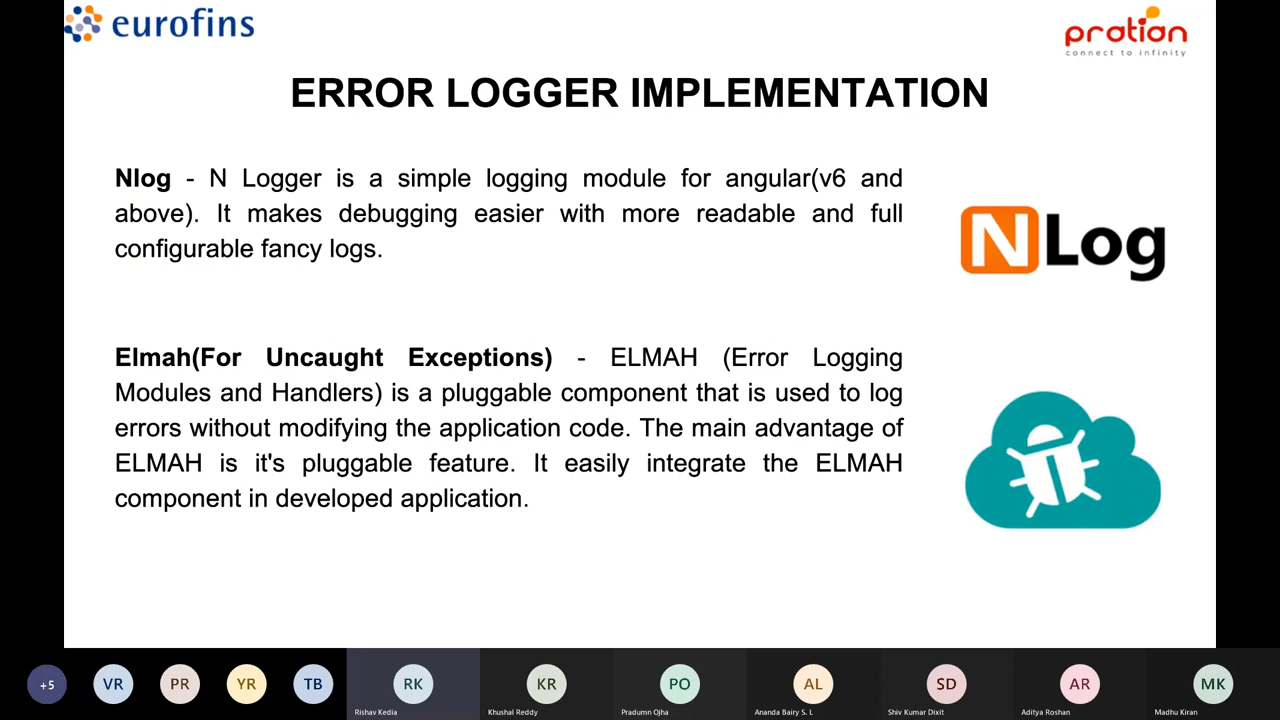 eurofins
pratian
connect to infinity
ERROR LOGGER IMPLEMENTATION
Nlog - N Logger is a simple logging module for angular(v6 and
above). It makes debugging easier with more readable and full
configurable fancy logs.
NLog
Elmah(For Uncaught Exceptions) - ELMAH (Error Logging
Modules and Handlers) is a pluggable component that is used to log
errors without modifying the application code. The main advantage of
ELMAH is it's pluggable feature. It easily integrate the ELMAH
component in developed application.
+5 VR PR YR TB RK KR PO AL SD AR MK
Rishav Kedia Khushal Reddy Pradumn Ojha Ananda Bairy S. L Shiv Kumar Dixit Aditya Roshan Madhu Kiran